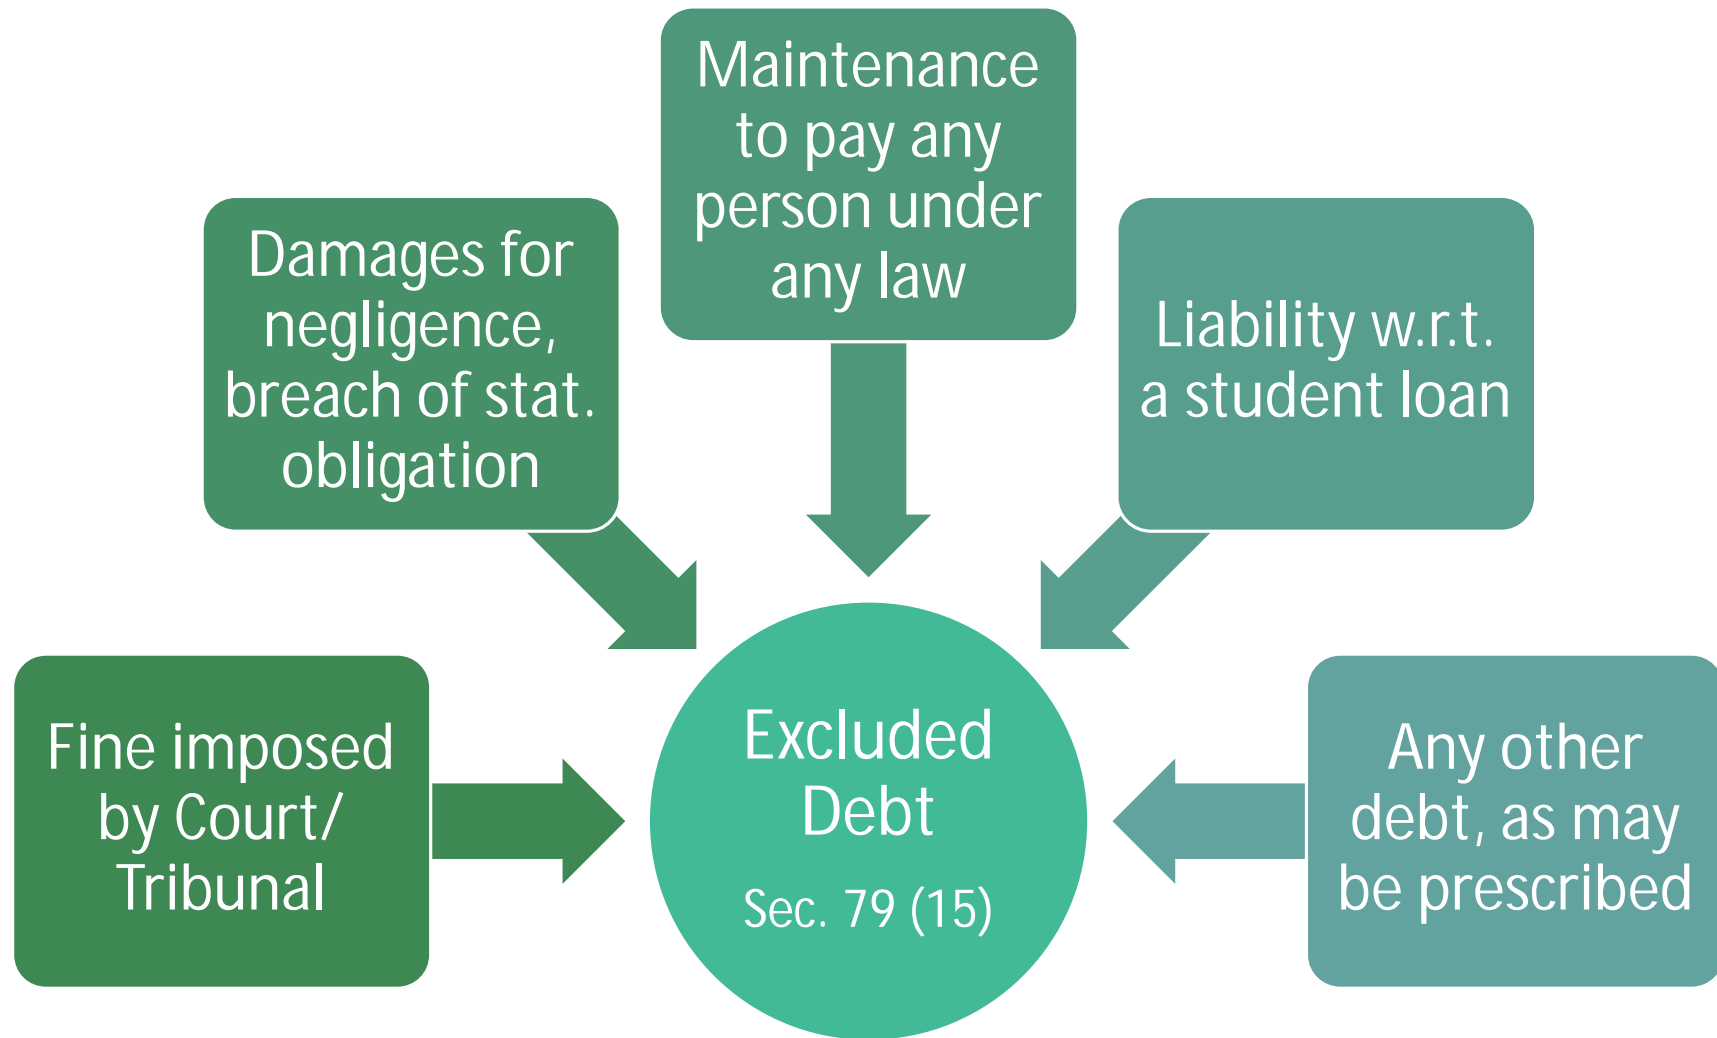 Maintenance
to pay any
person under
any law
Damages for
negligence,
breach of stat.
obligation
Liability w.r.t.
a student loan
Fine imposed
by Court/
Tribunal
Excluded
Debt
Sec. 79 (15)
Any other
debt, as may
be prescribed